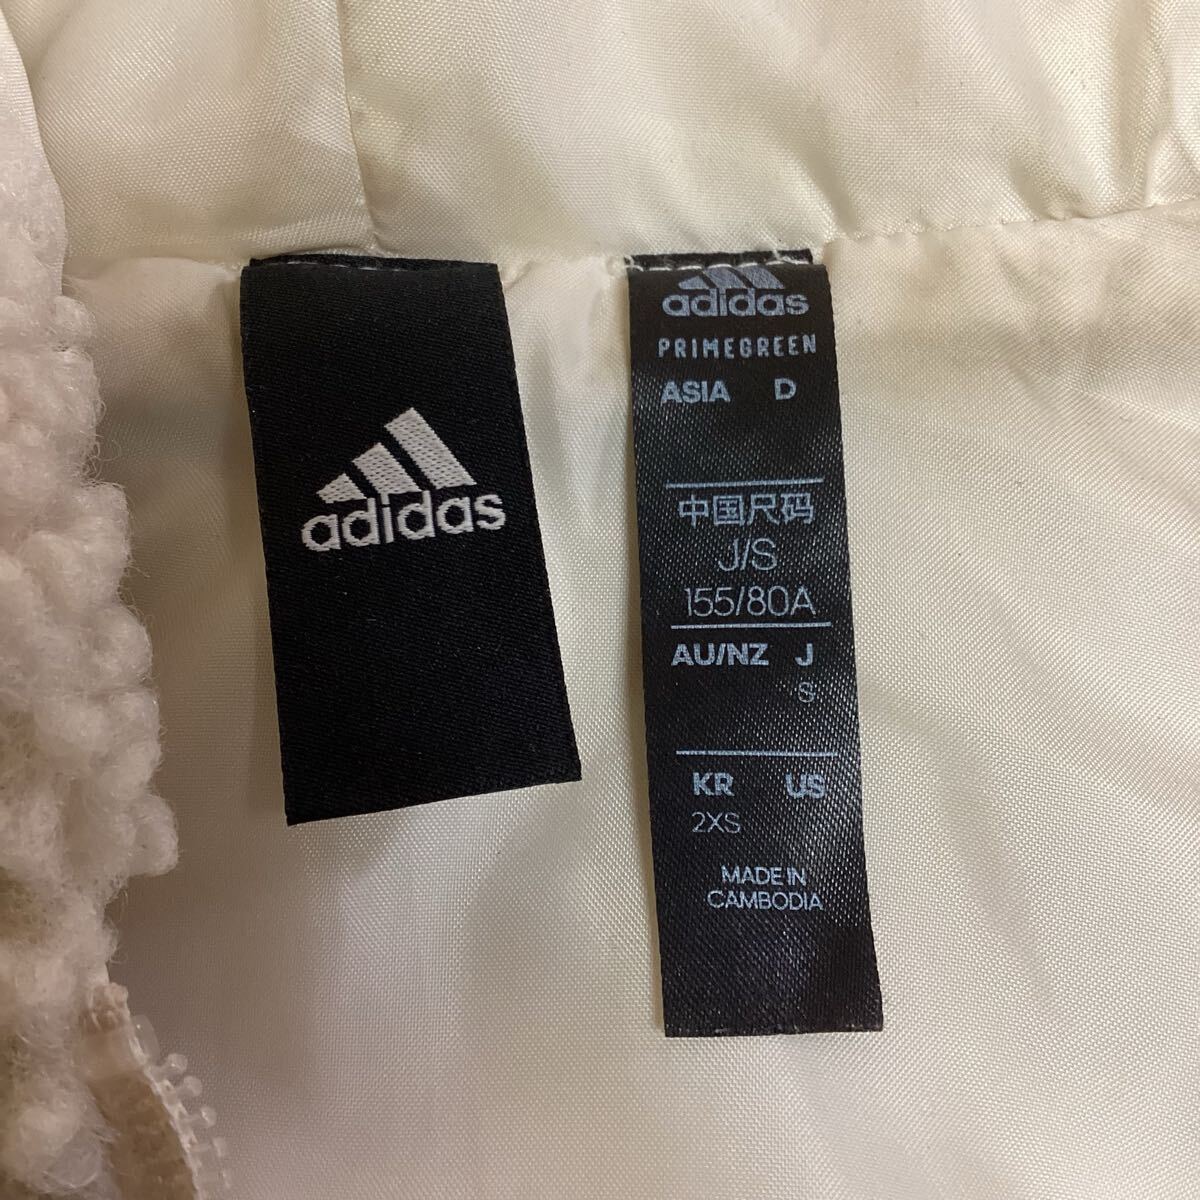 adidas
adidas
PRIMEGREEN
ASIA D
中国尺码
J/S
155/80A
AU/NZ J
S
KR US
2XS
MADE IN
CAMBODIA